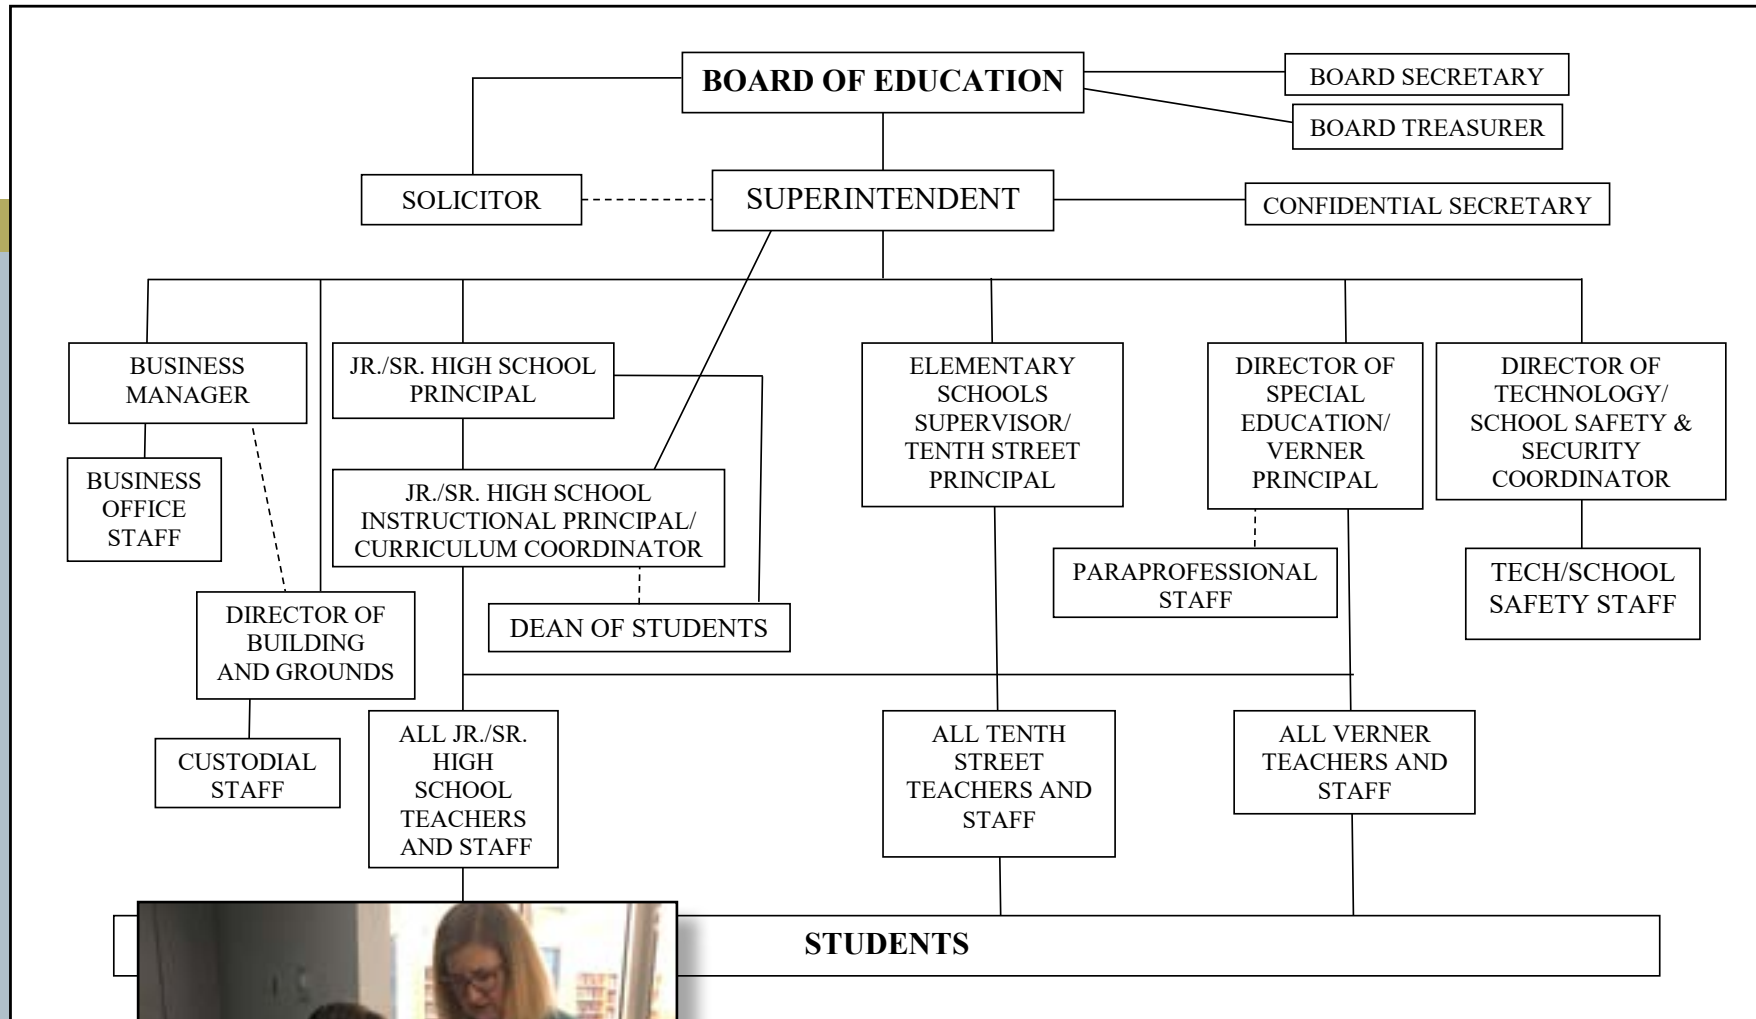 BOARD OF EDUCATION
BOARD SECRETARY
BOARD TREASURER
SOLICITOR
SUPERINTENDENT
CONFIDENTIAL SECRETARY
BUSINESS
MANAGER
JR./SR. HIGH SCHOOL
PRINCIPAL
ELEMENTARY
SCHOOLS
SUPERVISOR/
TENTH STREET
PRINCIPAL
DIRECTOR OF
SPECIAL
EDUCATION/
VERNER
PRINCIPAL
DIRECTOR OF
TECHNOLOGY/
SCHOOL SAFETY &
SECURITY
COORDINATOR
BUSINESS
OFFICE
STAFF
JR./SR. HIGH SCHOOL
INSTRUCTIONAL PRINCIPAL/
CURRICULUM COORDINATOR
PARAPROFESSIONAL
STAFF
TECH/SCHOOL
SAFETY STAFF
DIRECTOR OF
BUILDING
AND GROUNDS
DEAN OF STUDENTS
CUSTODIAL
STAFF
ALL JR./SR.
HIGH
SCHOOL
TEACHERS
AND STAFF
ALL TENTH
STREET
TEACHERS AND
STAFF
ALL VERNER
TEACHERS AND
STAFF
STUDENTS